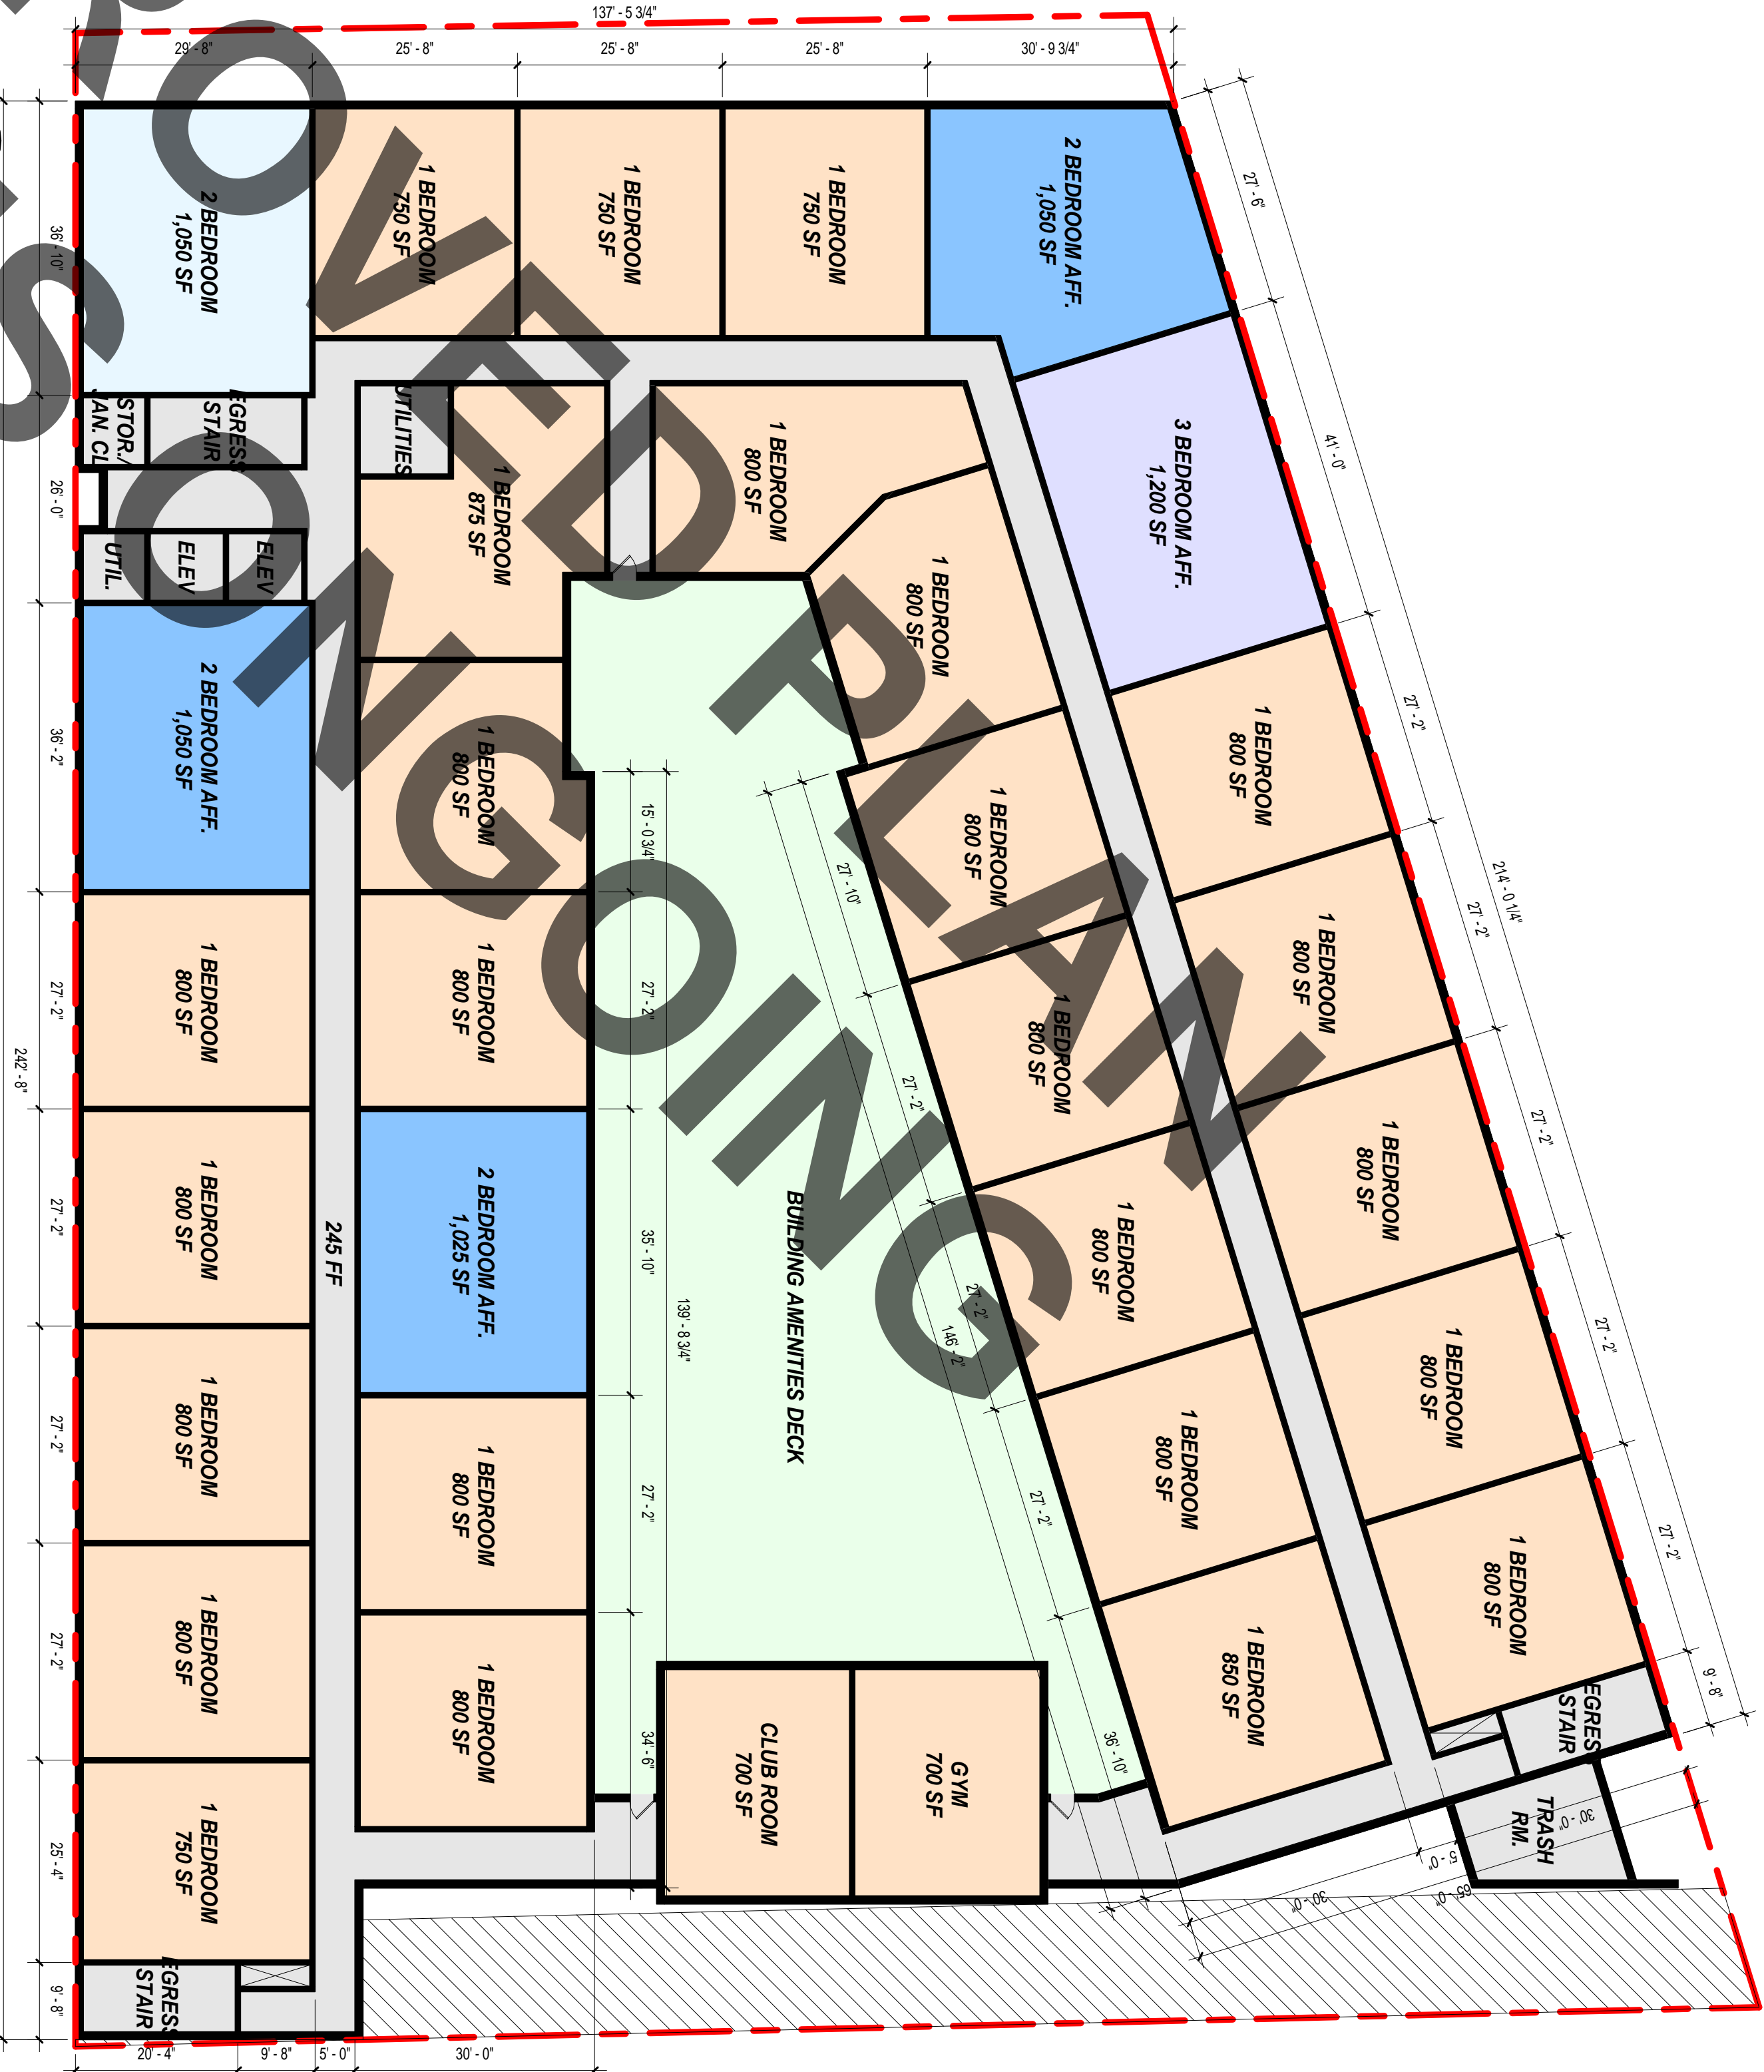 137' - 5 3/4"
29' - 8"
25' - 8"
25' - 8"
25' - 8"
30' - 9 3/4"
2 BEDROOM
1,050 SF
1 BEDROOM
750 SF
1 BEDROOM
750 SF
1 BEDROOM
750 SF
2 BEDROOM AFF.
1,050 SF
27' - 6"
36' - 10"
STOR./
JAN. CL
EGRESS
STAIR
UTILITIES
1 BEDROOM
875 SF
1 BEDROOM
800 SF
1 BEDROOM
800 SF
3 BEDROOM AFF.
1,200 SF
41' - 0"
26' - 0"
UTIL.
ELEV
ELEV
2 BEDROOM AFF.
1,050 SF
36' - 2"
1 BEDROOM
800 SF
15' - 0 3/4"
27' - 10"
1 BEDROOM
800 SF
1 BEDROOM
800 SF
27' - 2"
214' - 0 1/4"
1 BEDROOM
800 SF
27' - 2"
1 BEDROOM
800 SF
27' - 2"
27' - 2"
1 BEDROOM
800 SF
1 BEDROOM
800 SF
27' - 2"
242' - 8"
1 BEDROOM
800 SF
27' - 2"
245 FF
2 BEDROOM AFF.
1,025 SF
35' - 10"
139' - 8 3/4"
BUILDING AMENITIES DECK
27' - 2"
146' - 2"
1 BEDROOM
800 SF
1 BEDROOM
800 SF
27' - 2"
1 BEDROOM
800 SF
27' - 2"
1 BEDROOM
800 SF
27' - 2"
27' - 2"
1 BEDROOM
800 SF
1 BEDROOM
800 SF
27' - 2"
1 BEDROOM
800 SF
27' - 2"
1 BEDROOM
800 SF
1 BEDROOM
800 SF
34' - 6"
CLUB ROOM
700 SF
GYM
700 SF
36' - 10"
1 BEDROOM
850 SF
EGRESS
STAIR
9' - 8"
TRASH
RM.
30' - 0"
5' - 0"
65' - 0"
30' - 0"
1 BEDROOM
750 SF
25' - 4"
EGRESS
STAIR
9' - 8"
20' - 4"
9' - 8"
5' - 0"
30' - 0"
OVED PLAN
S ONGOING